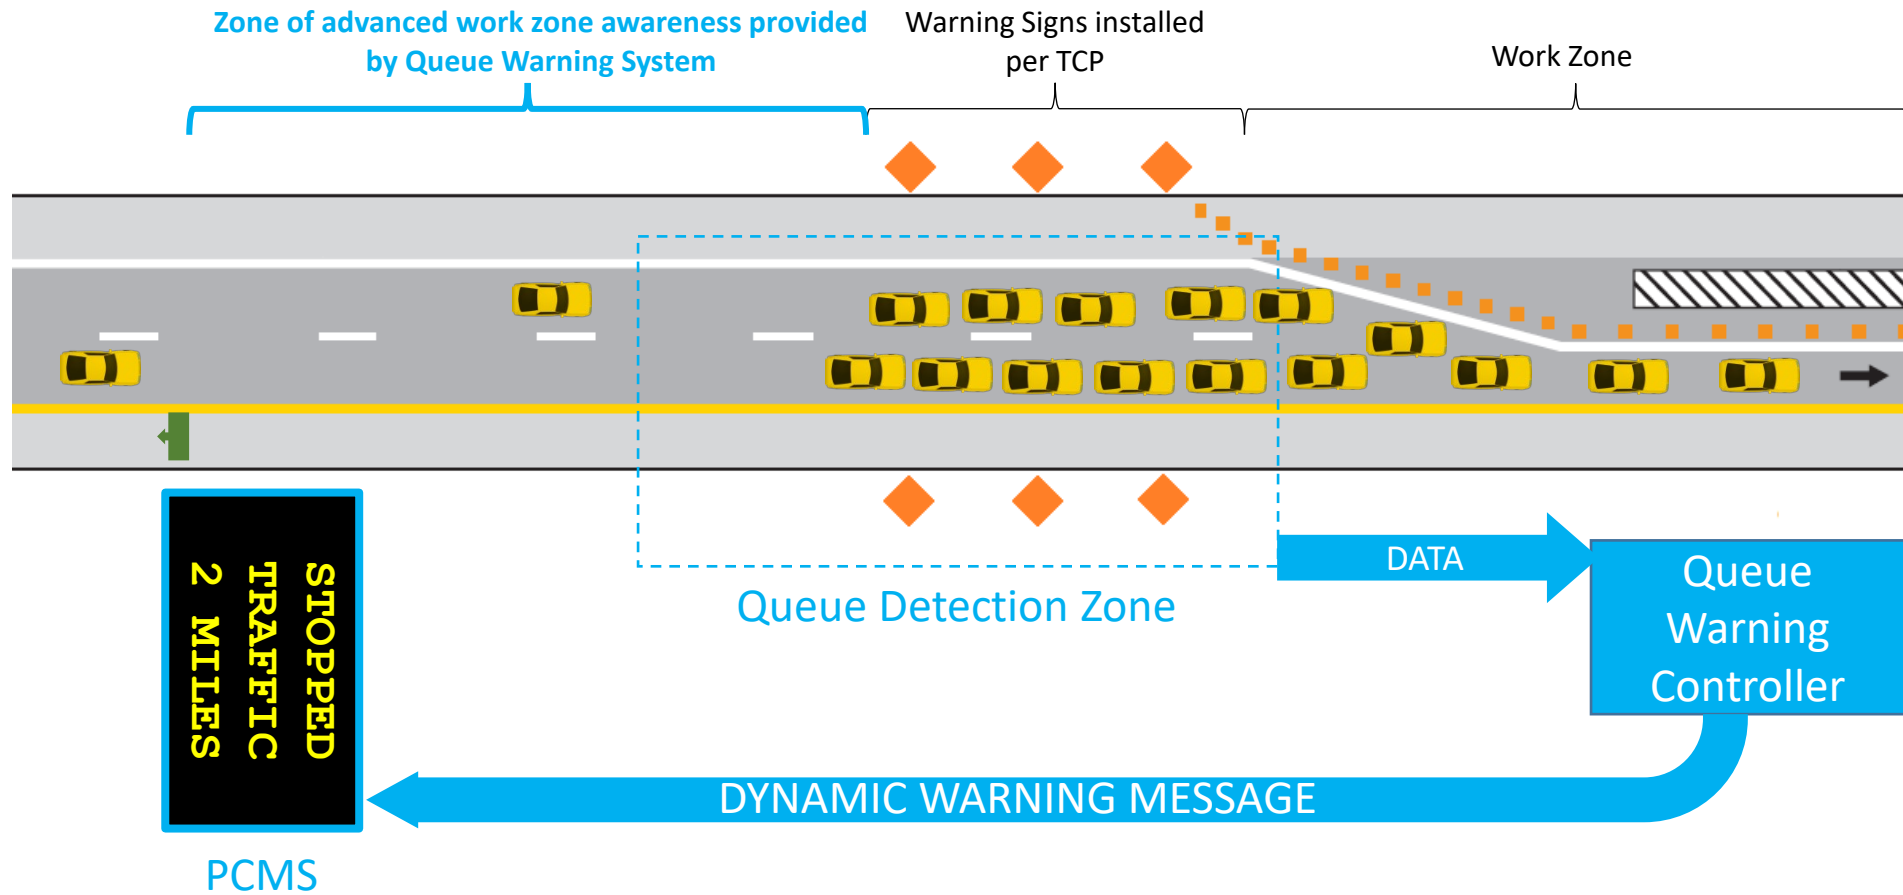 Zone of advanced work zone awareness provided
by Queue Warning System
Warning Signs installed
per TCP
Work Zone
STOPPED
TRAFFIC
2 MILES
PCMS
Queue Detection Zone
DATA
Queue
Warning
Controller
DYNAMIC WARNING MESSAGE